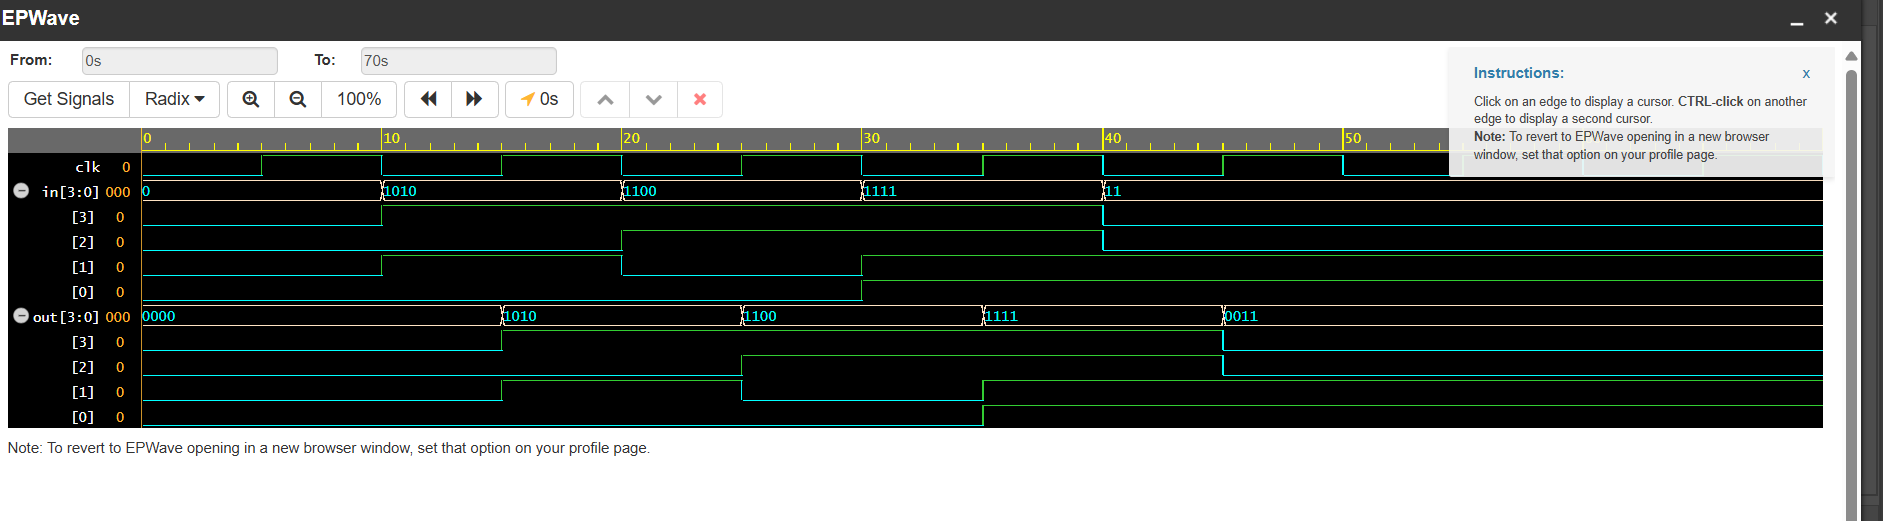 EPWave
From: 0s To: 70s
Get Signals Radix 100% 0s
Instructions: x
Click on an edge to display a cursor. CTRL-click on another
edge to display a second cursor.
Note: To revert to EPWave opening in a new browser
window, set that option on your profile page.
0 10 20 30 40 50
clk 0
in[3:0] 000 0 1010 1100 1111 11
[3] 0
[2] 0
[1] 0
[0] 0
out[3:0] 000 0000 1010 1100 1111 0011
[3] 0
[2] 0
[1] 0
[0] 0
Note: To revert to EPWave opening in a new browser window, set that option on your profile page.